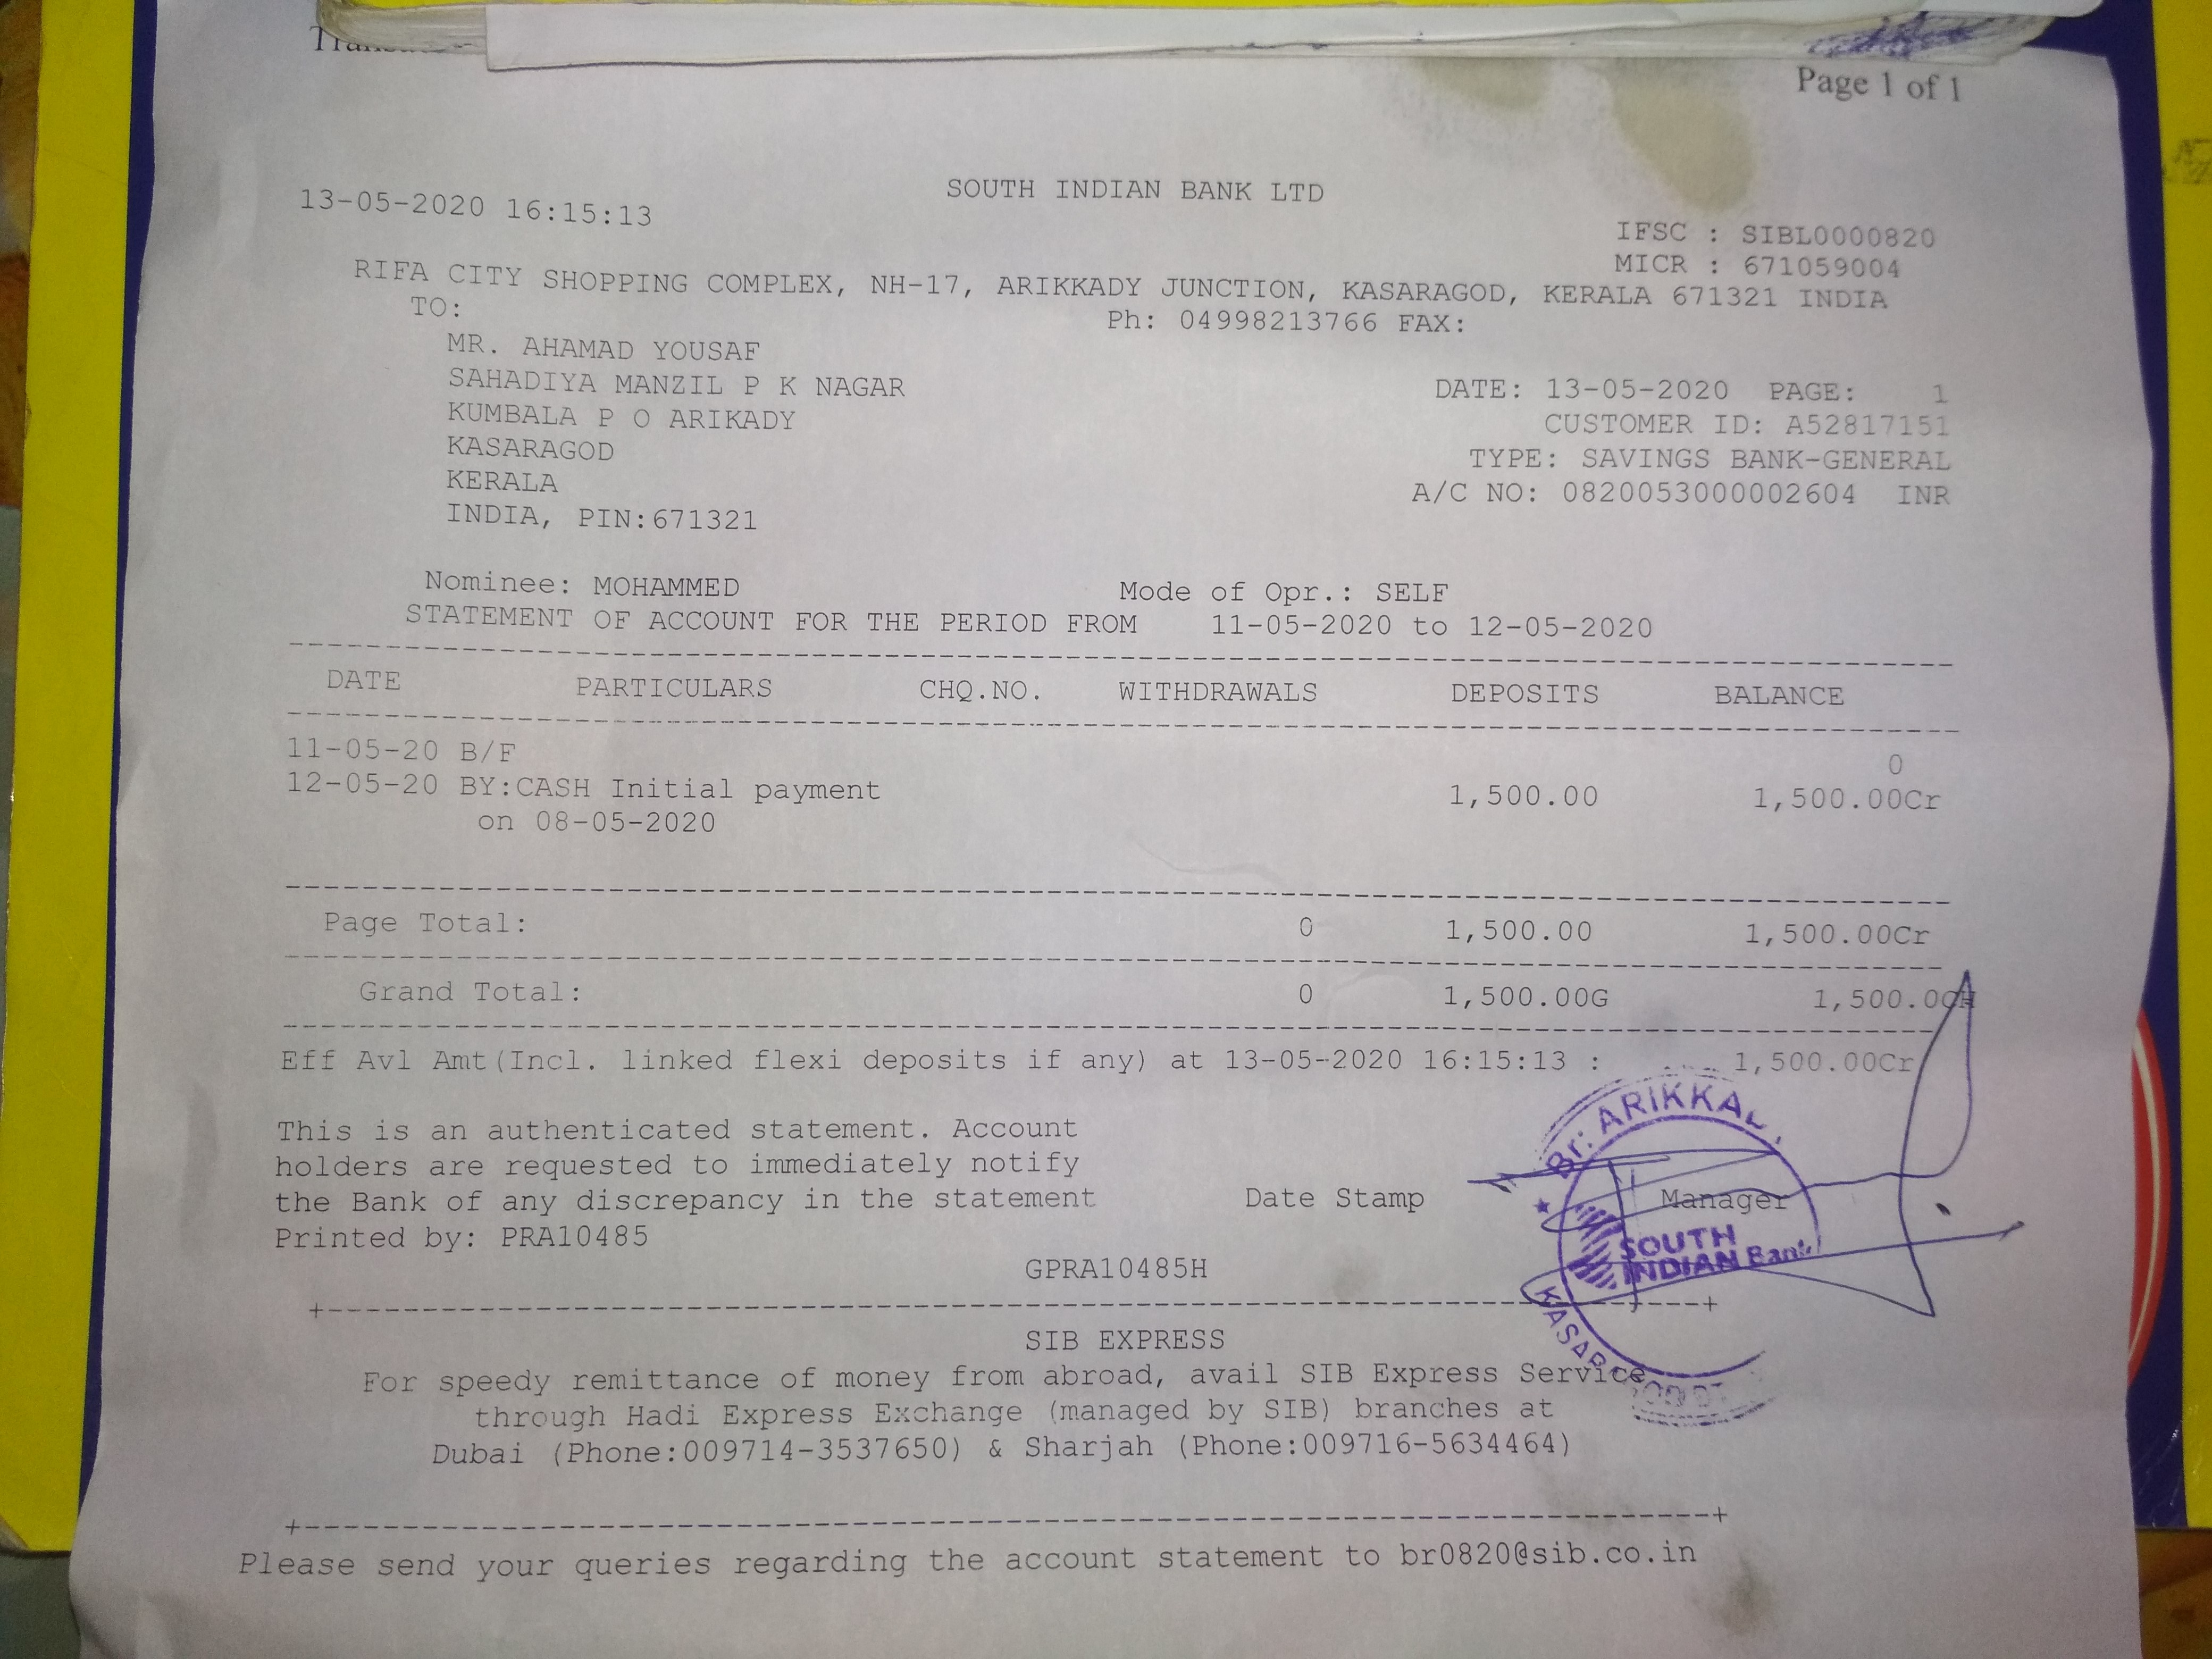 Page 1 of 1
SOUTH INDIAN BANK LTD
13-05-2020 16:15:13
IFSC : SIBL0000820
MICR : 671059004
RIFA CITY SHOPPING COMPLEX, NH-17, ARIKKADY JUNCTION, KASARAGOD, KERALA 671321 INDIA
TO:
Ph: 04998213766 FAX:
MR. AHAMAD YOUSAF
SAHADIYA MANZIL P K NAGAR
DATE: 13-05-2020 PAGE: 1
KUMBALA P O ARIKADY
CUSTOMER ID: A52817151
KASARAGOD
TYPE: SAVINGS BANK-GENERAL
KERALA
A/C NO: 0820053000002604 INR
INDIA, PIN:671321
Nominee: MOHAMMED Mode of Opr.: SELF
STATEMENT OF ACCOUNT FOR THE PERIOD FROM 11-05-2020 to 12-05-2020
DATE PARTICULARS CHQ.NO. WITHDRAWALS DEPOSITS BALANCE
11-05-20 B/F 0
12-05-20 BY:CASH Initial payment 1,500.00 1,500.00Cr
on 08-05-2020
Page Total: 0 1,500.00 1,500.00Cr
Grand Total: 0 1,500.00G
Eff Avl Amt(Incl. linked flexi deposits if any) at 13-05-2020 16:15:13 : 1,500.00Cr
This is an authenticated statement. Account
holders are requested to immediately notify
the Bank of any discrepancy in the statement Date Stamp Manager
Printed by: PRA10485
GPRA10485H
Br:
SOUTH
INDIAN Bank
SIB EXPRESS
For speedy remittance of money from abroad, avail SIB Express Service
through Hadi Express Exchange (managed by SIB) branches at
Dubai (Phone:009714-3537650) & Sharjah (Phone:009716-5634464)
Please send your queries regarding the account statement to br0820@sib.co.in